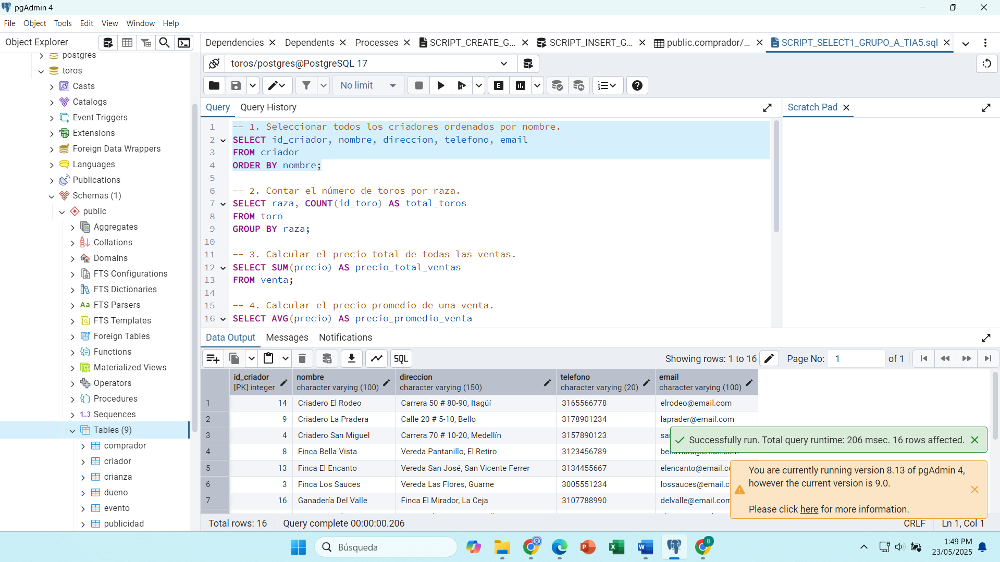 pgAdmin 4
File Object Tools Edit View Window Help
Object Explorer
Dependencies Dependents Processes SCRIPT_CREATE_G... SCRIPT_INSERT_G... public.comprador/... SCRIPT_SELECT1_GRUPO_A_TIA5.sql
postgres
toros
Casts
Catalogs
Event Triggers
Extensions
Foreign Data Wrappers
Languages
Publications
Schemas (1)
public
Aggregates
Collations
Domains
FTS Configurations
FTS Dictionaries
Aa FTS Parsers
FTS Templates
Foreign Tables
Functions
Materialized Views
Operators
Procedures
1..3 Sequences
Tables (9)
comprador
criador
crianza
dueno
evento
publicidad
toros/postgres@PostgreSQL 17
No limit
E
Query Query History
Scratch Pad
1 -- 1. Seleccionar todos los criadores ordenados por nombre.
2 SELECT id_criador, nombre, direccion, telefono, email
3 FROM criador
4 ORDER BY nombre;
5
6 -- 2. Contar el número de toros por raza.
7 SELECT raza, COUNT(id_toro) AS total_toros
8 FROM toro
9 GROUP BY raza;
10
11 -- 3. Calcular el precio total de todas las ventas.
12 SELECT SUM(precio) AS precio_total_ventas
13 FROM venta;
14
15 -- 4. Calcular el precio promedio de una venta.
16 SELECT AVG(precio) AS precio_promedio_venta
Data Output Messages Notifications
SQL
Showing rows: 1 to 16 Page No: 1 of 1
id_criador nombre direccion telefono email
[PK] integer character varying (100) character varying (150) character varying (20) character varying (100)
1 14 Criadero El Rodeo Carrera 50 # 80-90, Itagüí 3165566778 elrodeo@email.com
2 9 Criadero La Pradera Calle 20 # 5-10, Bello 3178901234 laprader@email.com
3 4 Criadero San Miguel Carrera 70 # 10-20, Medellín 3157890123
4 8 Finca Bella Vista Vereda Pantanillo, El Retiro 3123456789
5 13 Finca El Encanto Vereda San José, San Vicente Ferrer 3134455667 elencanto@email.c
6 3 Finca Los Sauces Vereda Las Flores, Guarne 3005551234 lossauces@email.c
7 16 Ganadería Del Valle Finca El Mirador, La Ceja 3107788990 delvalle@email.com
Successfully run. Total query runtime: 206 msec. 16 rows affected.
You are currently running version 8.13 of pgAdmin 4,
however the current version is 9.0.
Please click here for more information.
Total rows: 16 Query complete 00:00:00.206 CRLF Ln 1, Col 1
Búsqueda
1:49 PM
23/05/2025